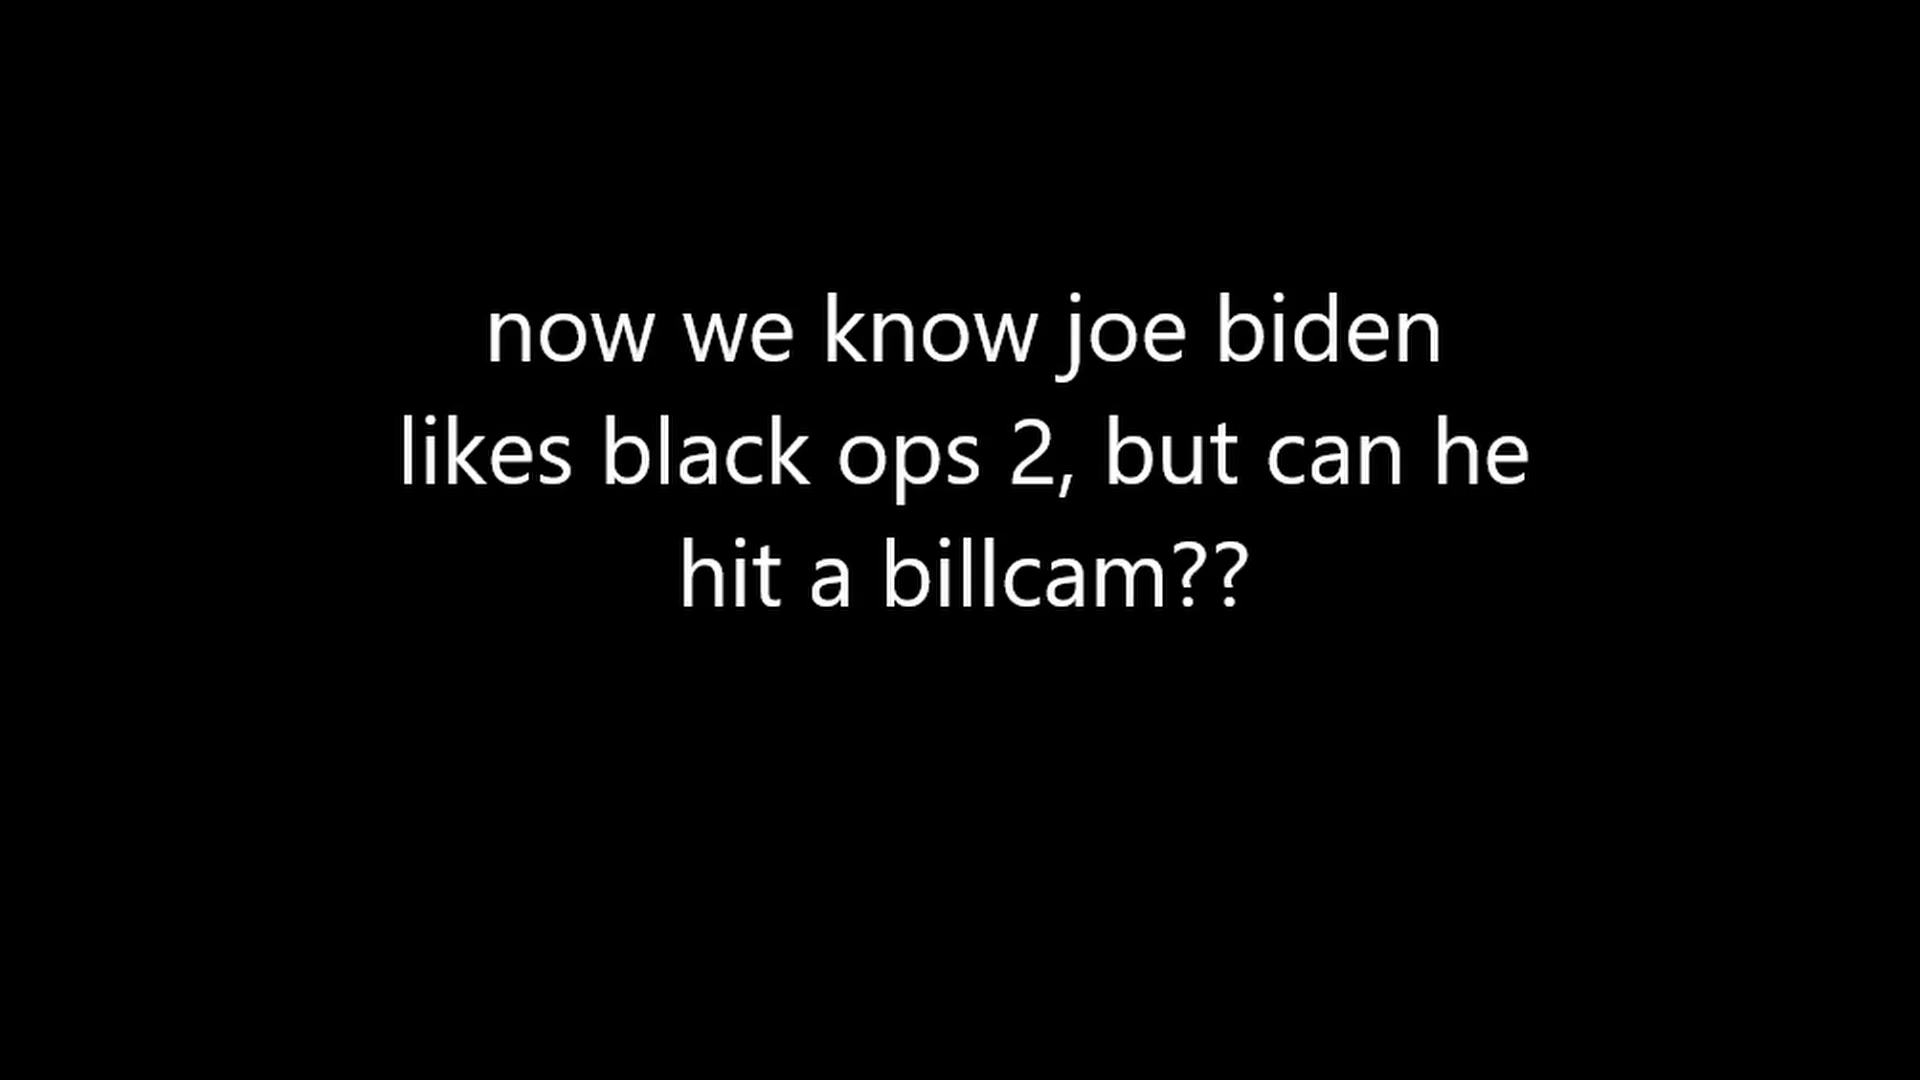 now we know joe biden
likes black ops 2, but can he
hit a billcam??